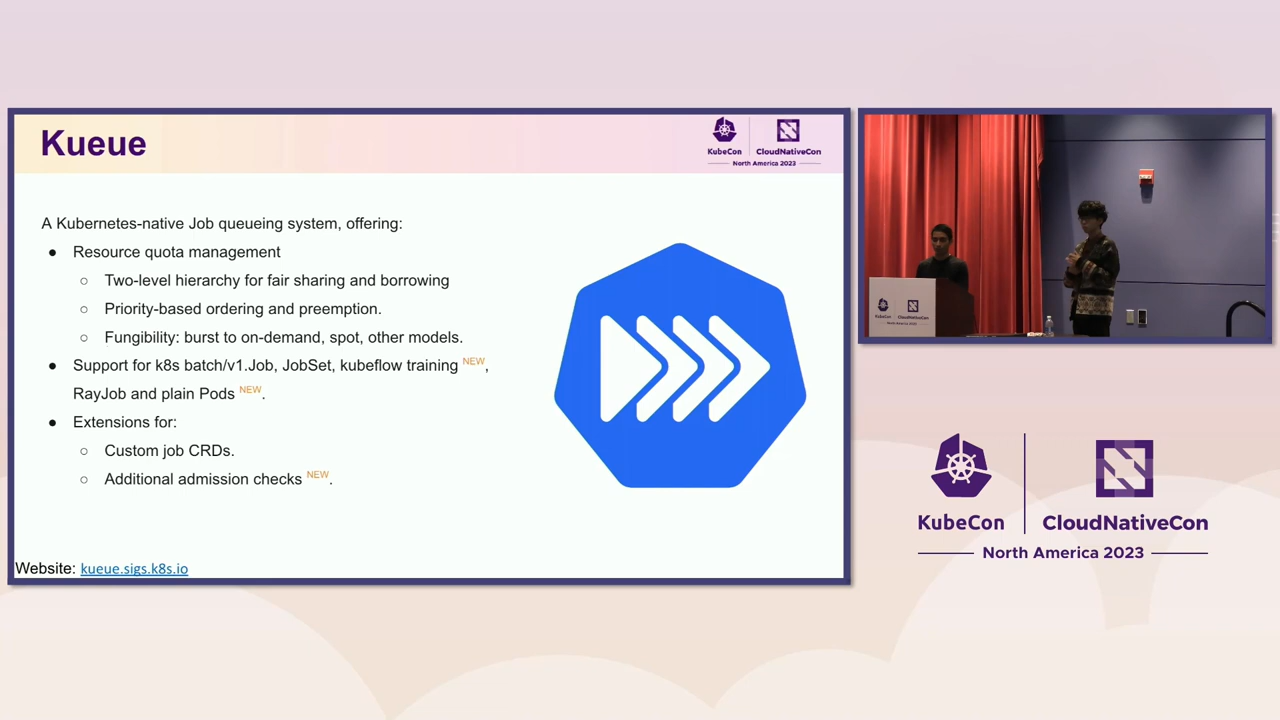 Kueue
KubeCon
CloudNativeCon
North America 2023
A Kubernetes-native Job queueing system, offering:
● Resource quota management
○ Two-level hierarchy for fair sharing and borrowing
○ Priority-based ordering and preemption.
○ Fungibility: burst to on-demand, spot, other models.
● Support for k8s batch/v1.Job, JobSet, kubeflow training NEW,
RayJob and plain Pods NEW.
● Extensions for:
○ Custom job CRDs.
○ Additional admission checks NEW.
Website: kueue.sigs.k8s.io
KubeCon
CloudNativeCon
KubeCon
CloudNativeCon
North America 2023